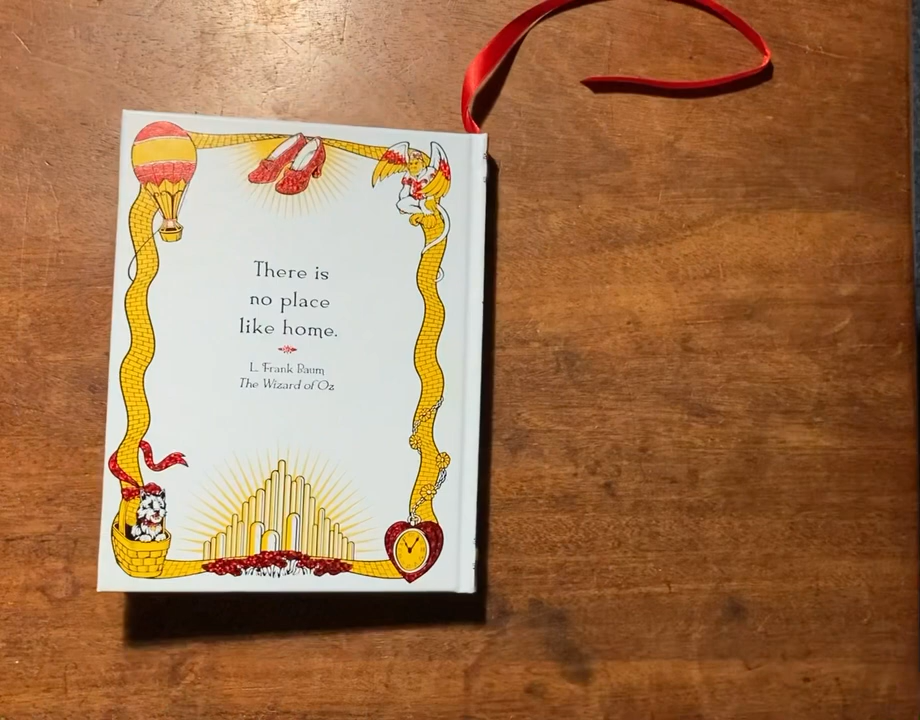 There is
no place
like home.
L. Frank Baum
The Wizard of Oz